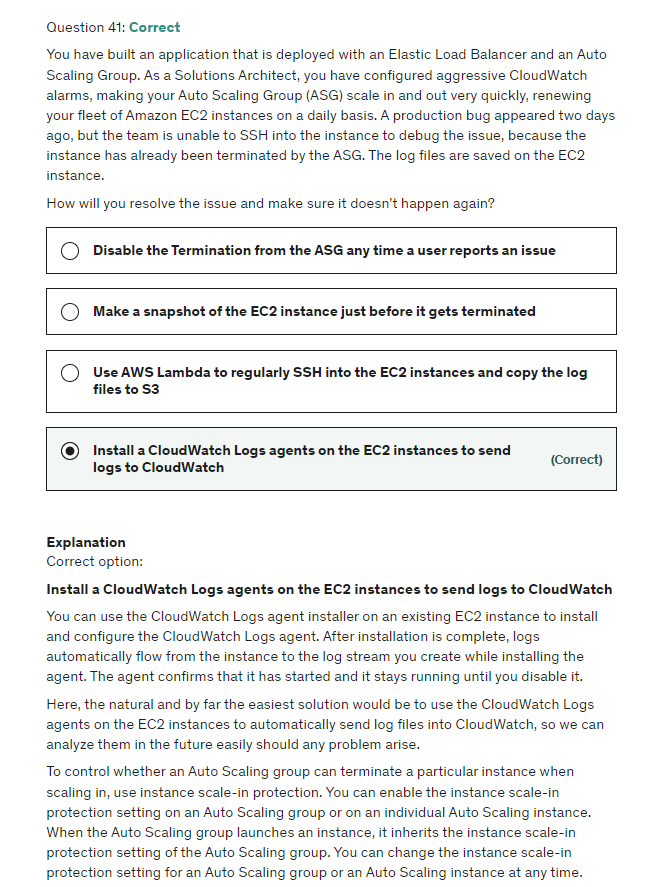 Question 41: Correct
You have built an application that is deployed with an Elastic Load Balancer and an Auto
Scaling Group. As a Solutions Architect, you have configured aggressive CloudWatch
alarms, making your Auto Scaling Group (ASG) scale in and out very quickly, renewing
your fleet of Amazon EC2 instances on a daily basis. A production bug appeared two days
ago, but the team is unable to SSH into the instance to debug the issue, because the
instance has already been terminated by the ASG. The log files are saved on the EC2
instance.
How will you resolve the issue and make sure it doesn't happen again?
Disable the Termination from the ASG any time a user reports an issue
Make a snapshot of the EC2 instance just before it gets terminated
Use AWS Lambda to regularly SSH into the EC2 instances and copy the log
files to S3
Install a CloudWatch Logs agents on the EC2 instances to send
logs to CloudWatch
(Correct)
Explanation
Correct option:
Install a CloudWatch Logs agents on the EC2 instances to send logs to CloudWatch
You can use the CloudWatch Logs agent installer on an existing EC2 instance to install
and configure the CloudWatch Logs agent. After installation is complete, logs
automatically flow from the instance to the log stream you create while installing the
agent. The agent confirms that it has started and it stays running until you disable it.
Here, the natural and by far the easiest solution would be to use the CloudWatch Logs
agents on the EC2 instances to automatically send log files into CloudWatch, so we can
analyze them in the future easily should any problem arise.
To control whether an Auto Scaling group can terminate a particular instance when
scaling in, use instance scale-in protection. You can enable the instance scale-in
protection setting on an Auto Scaling group or on an individual Auto Scaling instance.
When the Auto Scaling group launches an instance, it inherits the instance scale-in
protection setting of the Auto Scaling group. You can change the instance scale-in
protection setting for an Auto Scaling group or an Auto Scaling instance at any time.